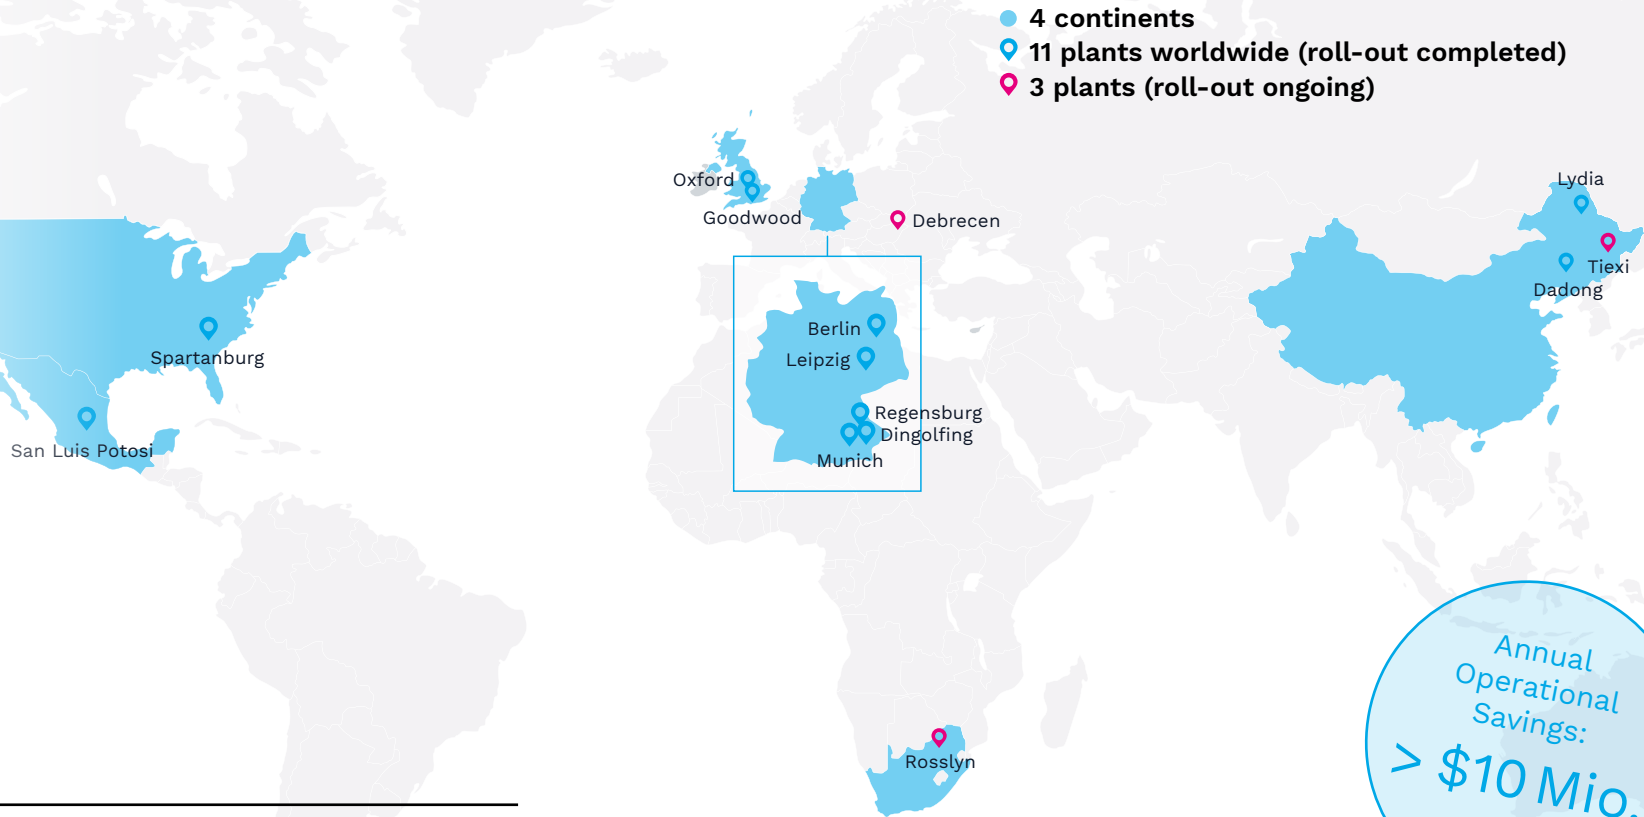 4 continents
11 plants worldwide (roll-out completed)
3 plants (roll-out ongoing)
Oxford
Goodwood
Debrecen
Lydia
Tiexi
Dadong
Spartanburg
San Luis Potosi
Berlin
Leipzig
Regensburg
Dingolfing
Munich
Rosslyn
Annual
Operational
Savings:
> $10 Mio.